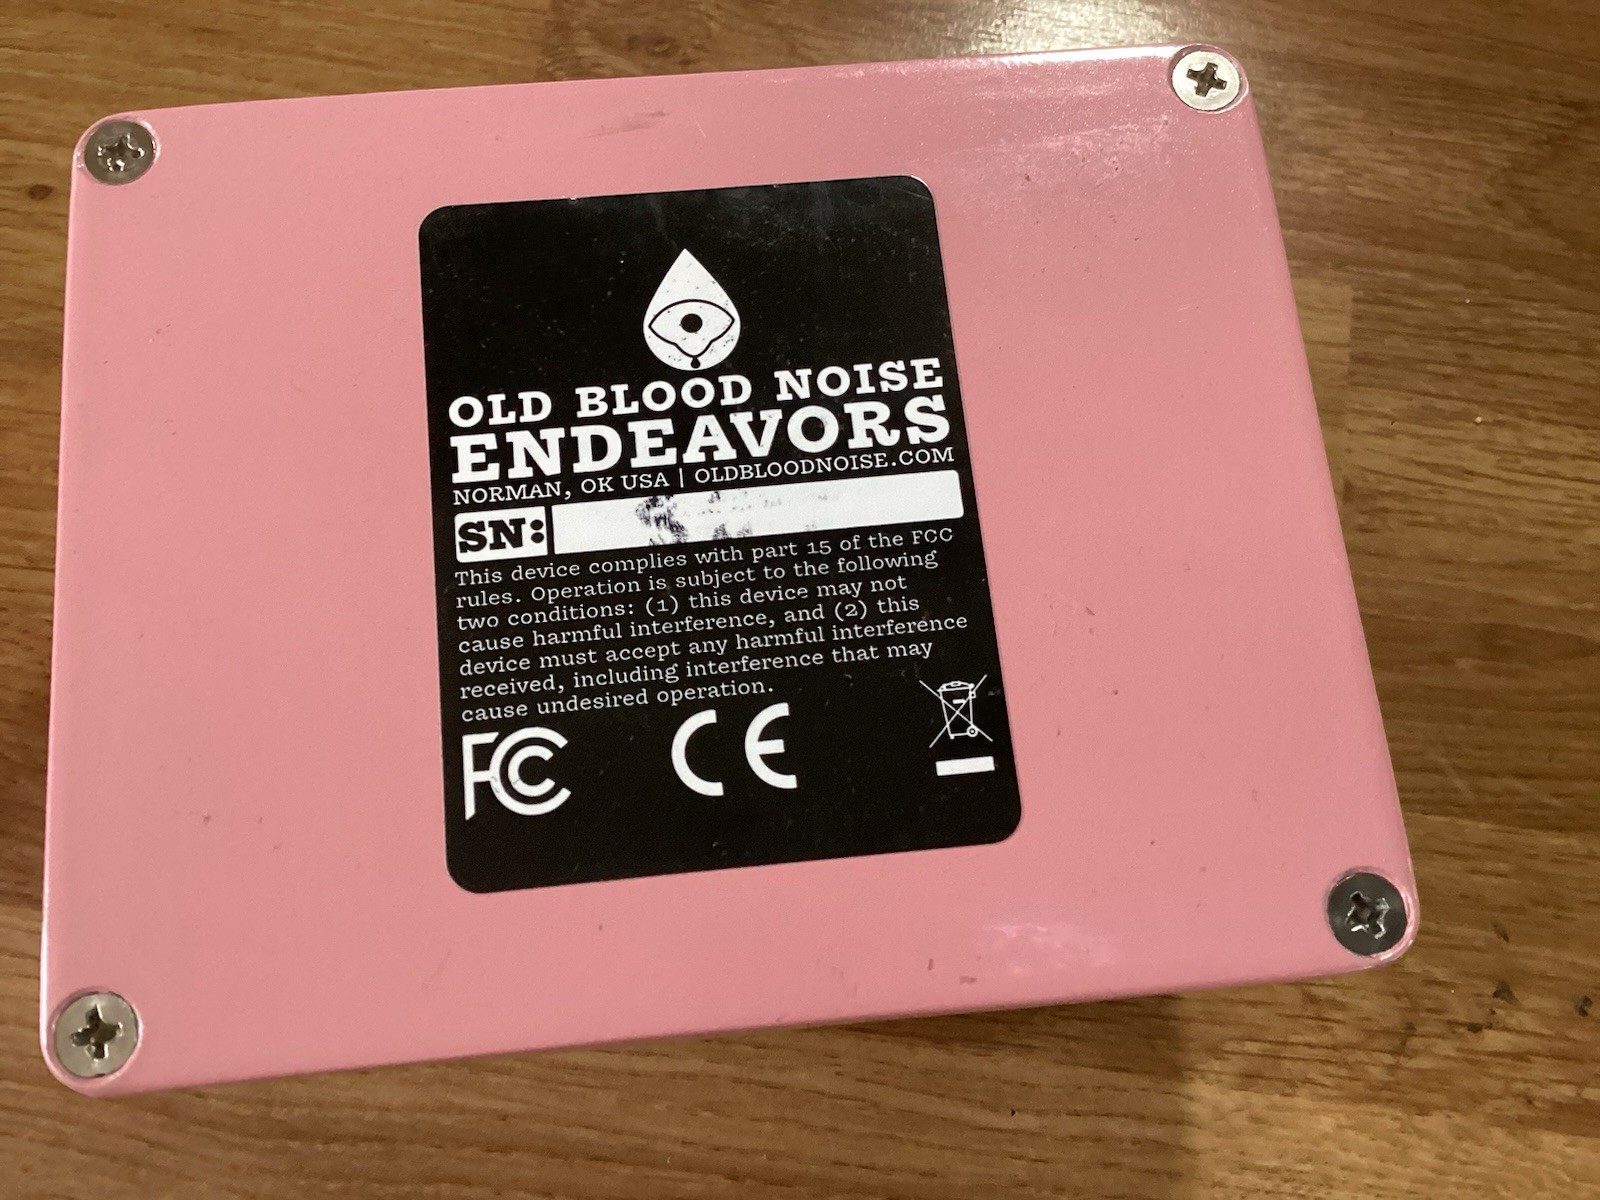 OLD BLOOD NOISE
ENDEAVORS
NORMAN, OK USA | OLDBLOODNOISE.COM
SN:
This device complies with part 15 of the FCC
rules. Operation is subject to the following
two conditions: (1) this device may not
cause harmful interference, and (2) this
device must accept any harmful interference
received, including interference that may
cause undesired operation.
FCC CE